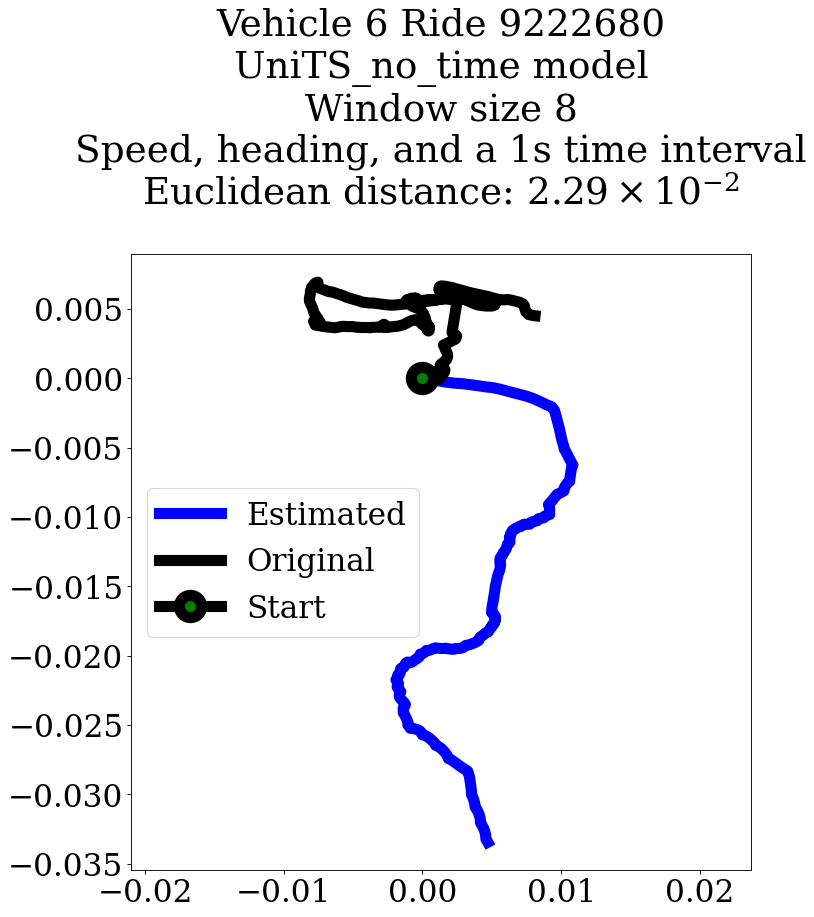 Vehicle 6 Ride 9222680
UniTS_no_time model
Window size 8
Speed, heading, and a 1s time interval
Euclidean distance: 2.29 × 10⁻²
0.005
0.000
−0.005
−0.010
−0.015
−0.020
−0.025
−0.030
−0.035
Estimated
Original
Start
−0.02 −0.01 0.00 0.01 0.02